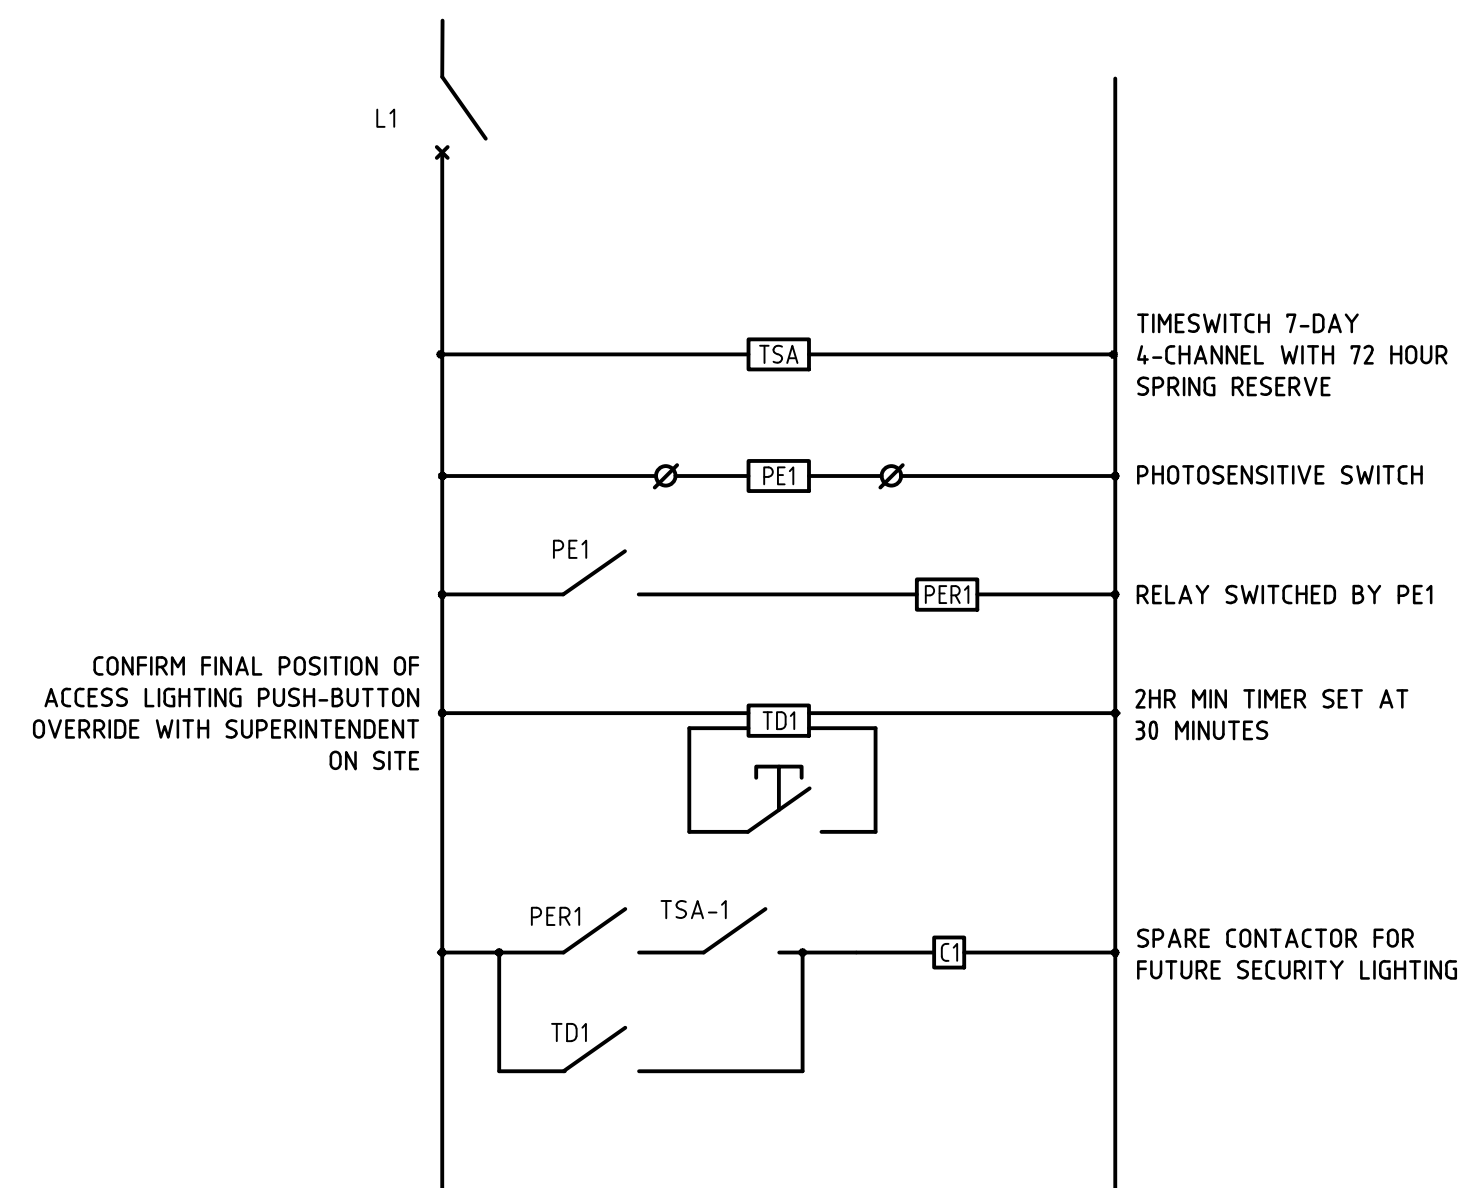 L1
TSA
TIMESWITCH 7-DAY
4-CHANNEL WITH 72 HOUR
SPRING RESERVE
PE1
PHOTOSENSITIVE SWITCH
PE1
PER1
RELAY SWITCHED BY PE1
CONFIRM FINAL POSITION OF
ACCESS LIGHTING PUSH-BUTTON
OVERRIDE WITH SUPERINTENDENT
ON SITE
TD1
2HR MIN TIMER SET AT
30 MINUTES
PER1
TSA-1
C1
SPARE CONTACTOR FOR
FUTURE SECURITY LIGHTING
TD1